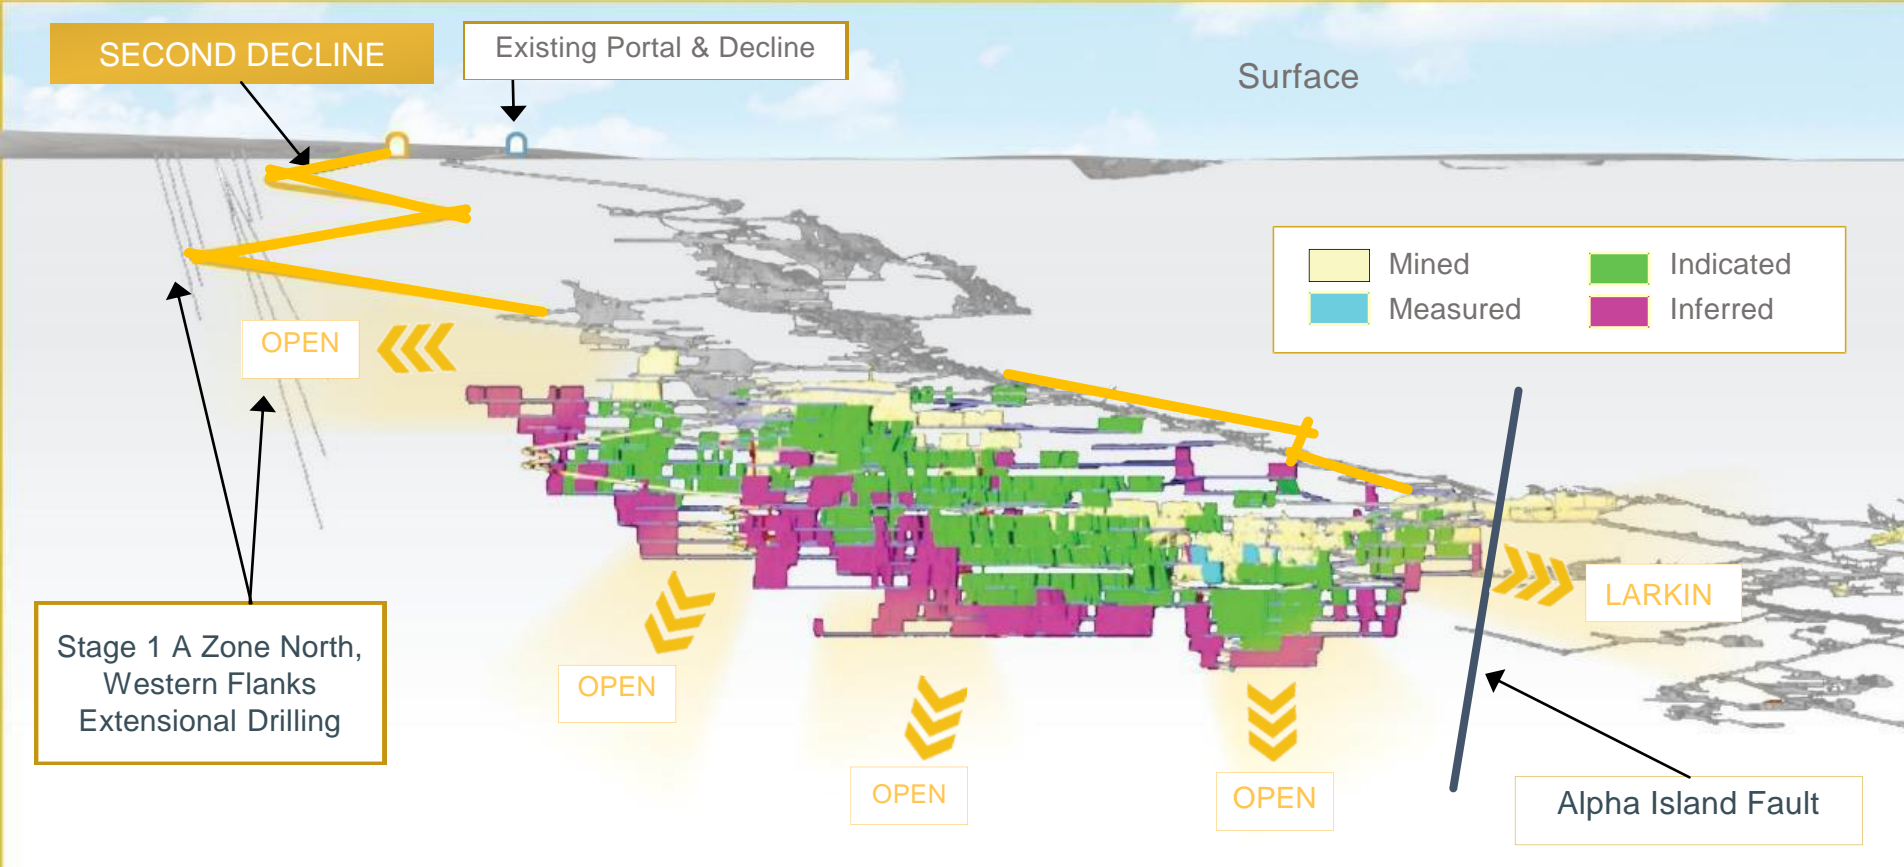 SECOND DECLINE
Existing Portal & Decline
Surface
Mined
Indicated
Measured
Inferred
OPEN
LARKIN
Stage 1 A Zone North,
Western Flanks
Extensional Drilling
OPEN
OPEN
OPEN
Alpha Island Fault